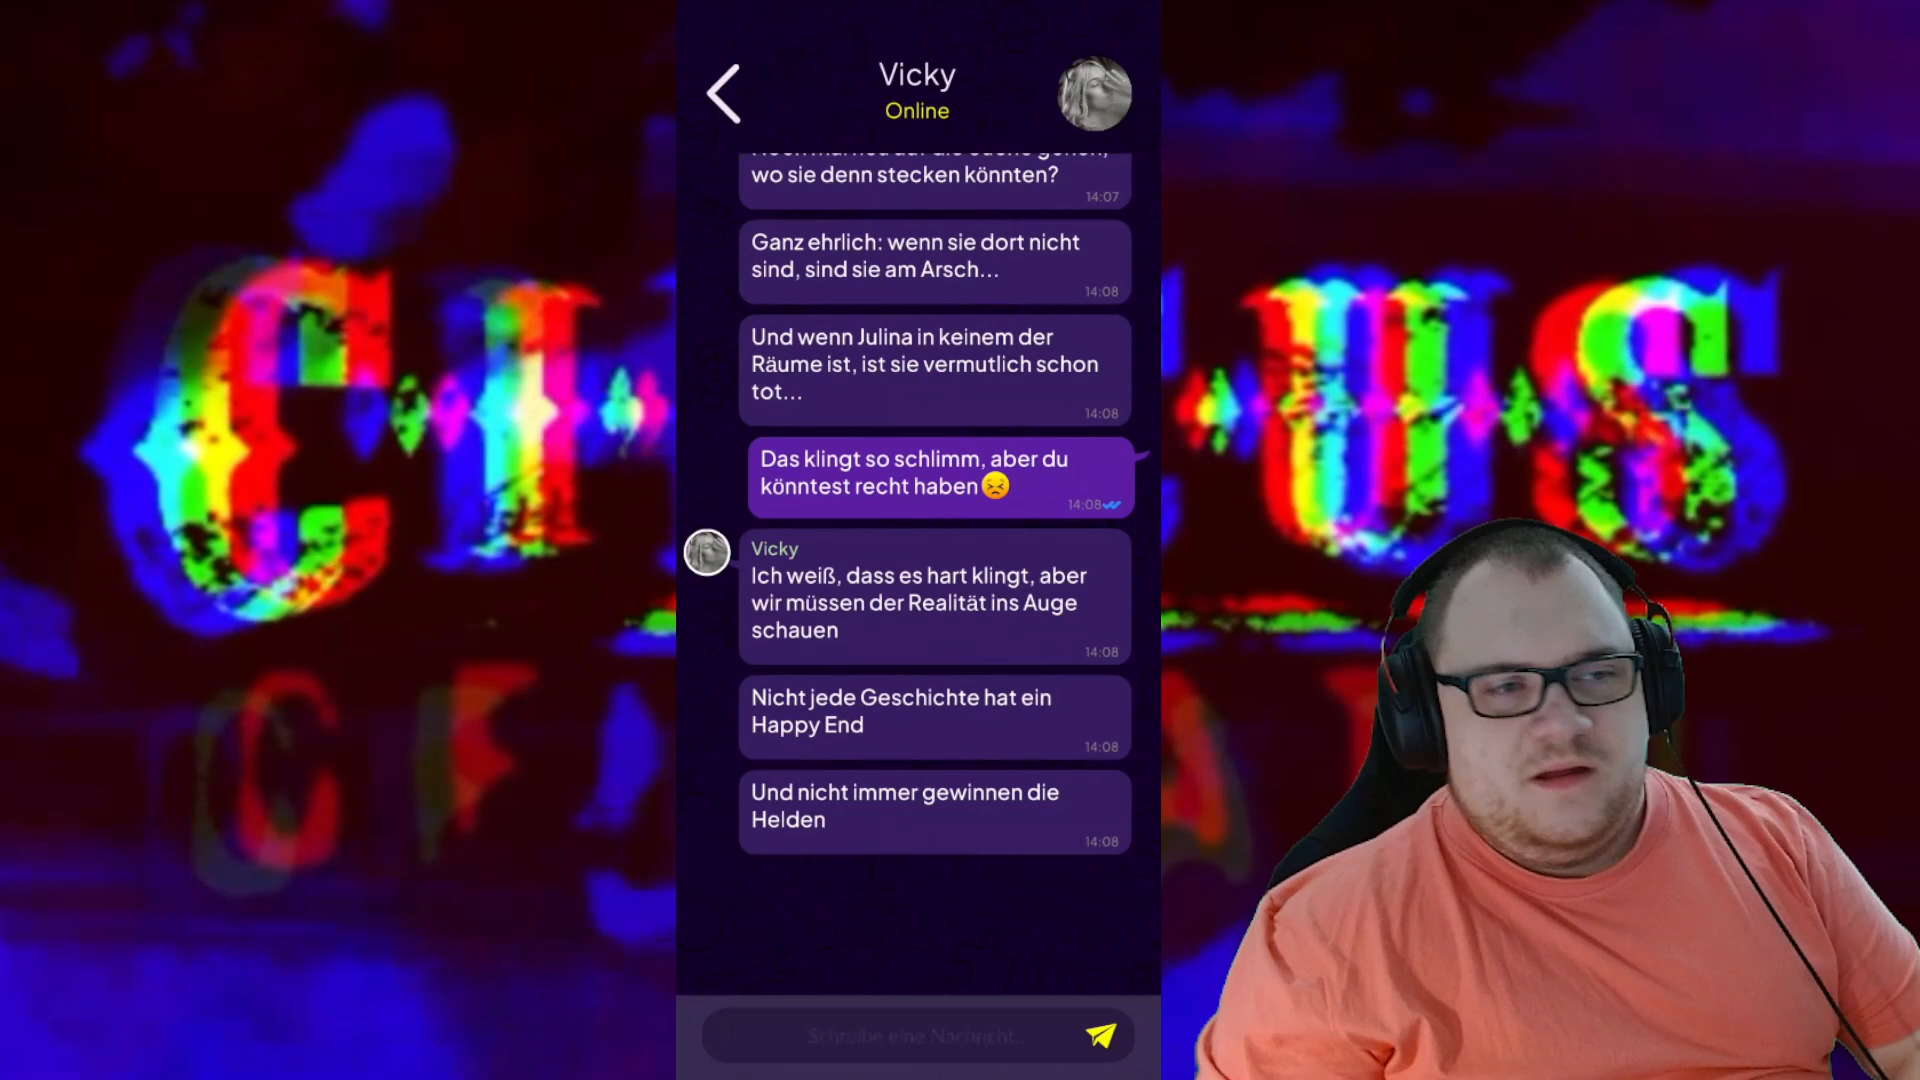 Vicky
Online
wo sie denn stecken könnten?
14:07
Ganz ehrlich: wenn sie dort nicht
sind, sind sie am Arsch...
14:08
Und wenn Julina in keinem der
Räume ist, ist sie vermutlich schon
tot...
14:08
Das klingt so schlimm, aber du
könntest recht haben😣
14:08
Vicky
Ich weiß, dass es hart klingt, aber
wir müssen der Realität ins Auge
schauen
14:08
Nicht jede Geschichte hat ein
Happy End
14:08
Und nicht immer gewinnen die
Helden
14:08
Schreibe eine Nachricht...